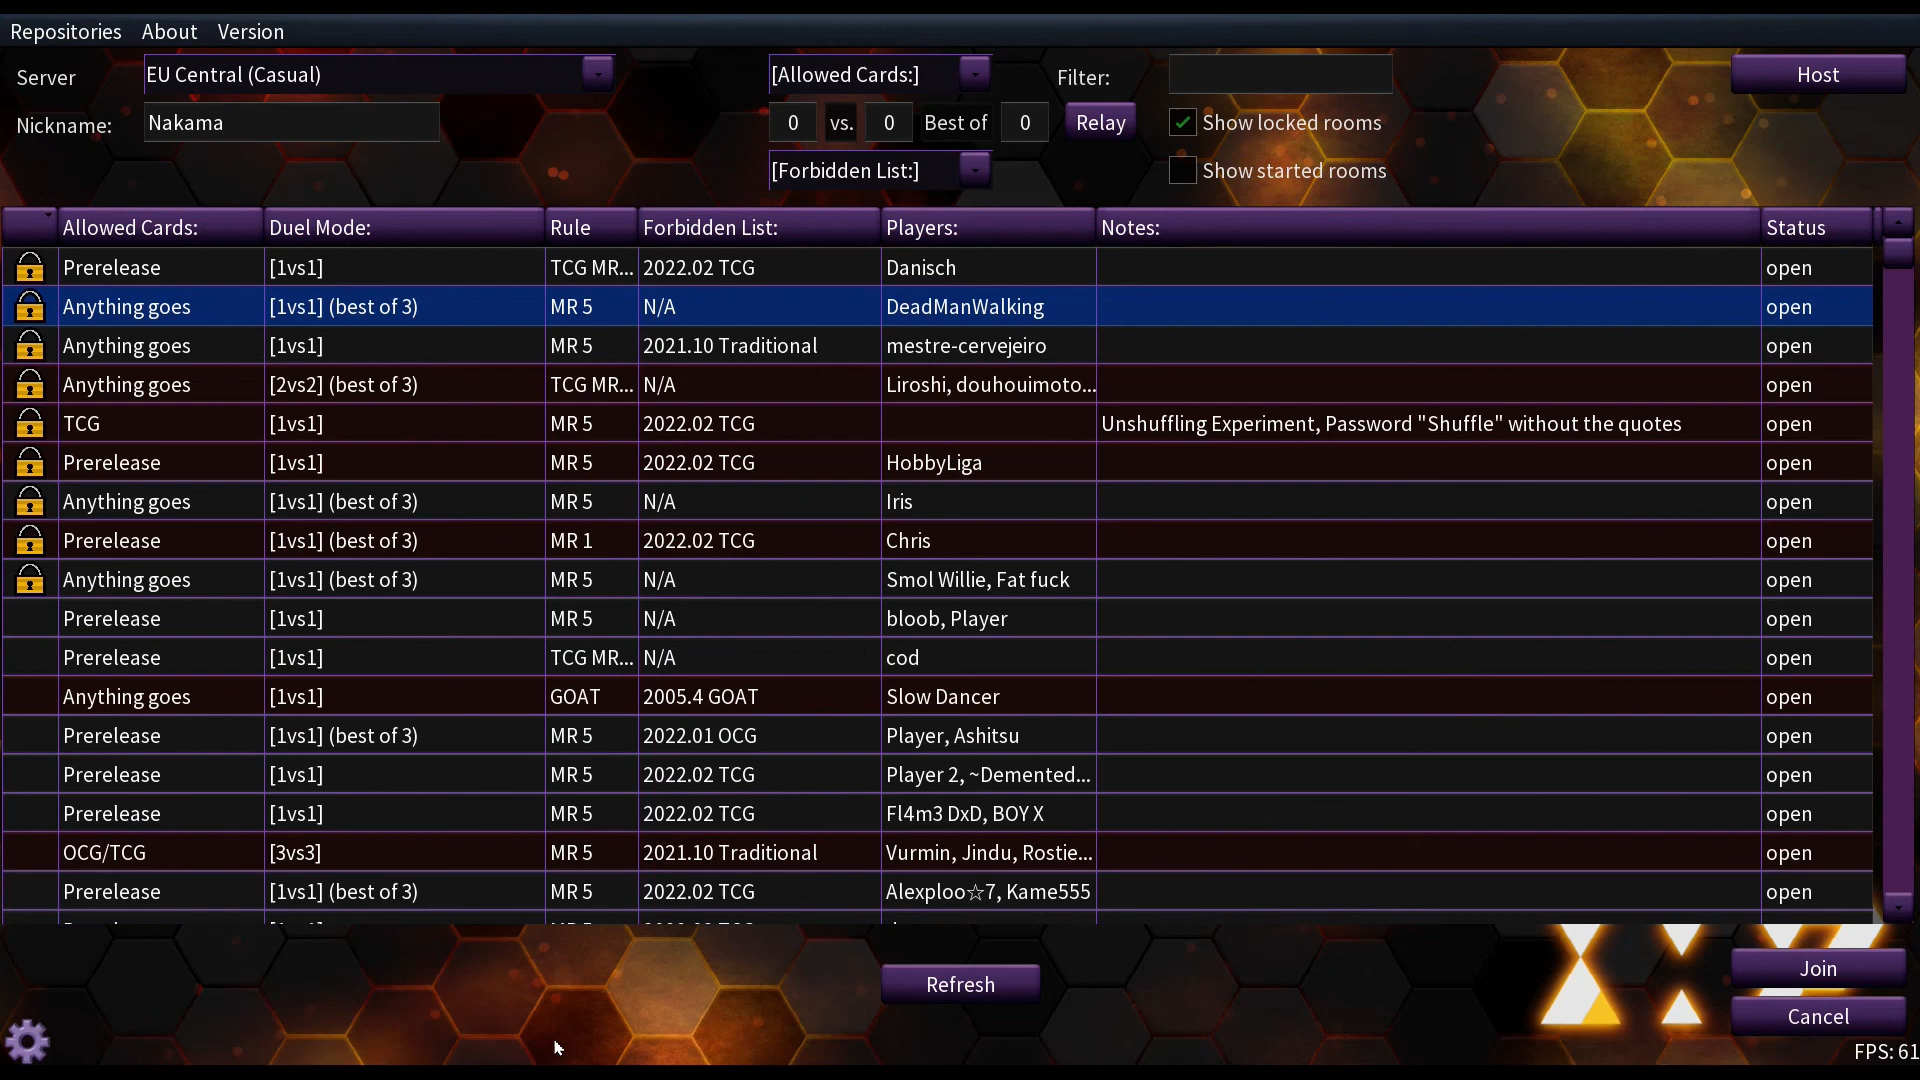 Repositories About Version
Server EU Central (Casual) [Allowed Cards:] Filter: Host
Nickname: Nakama 0 vs. 0 Best of 0 Relay Show locked rooms
[Forbidden List:] Show started rooms
Allowed Cards: Duel Mode: Rule Forbidden List: Players: Notes: Status
Prerelease [1vs1] TCG MR... 2022.02 TCG Danisch open
Anything goes [1vs1] (best of 3) MR 5 N/A DeadManWalking open
Anything goes [1vs1] MR 5 2021.10 Traditional mestre-cervejeiro open
Anything goes [2vs2] (best of 3) TCG MR... N/A Liroshi, douhouimoto... open
TCG [1vs1] MR 5 2022.02 TCG Unshuffling Experiment, Password "Shuffle" without the quotes open
Prerelease [1vs1] MR 5 2022.02 TCG HobbyLiga open
Anything goes [1vs1] (best of 3) MR 5 N/A Iris open
Prerelease [1vs1] (best of 3) MR 1 2022.02 TCG Chris open
Anything goes [1vs1] (best of 3) MR 5 N/A Smol Willie, Fat fuck open
Prerelease [1vs1] MR 5 N/A bloob, Player open
Prerelease [1vs1] TCG MR... N/A cod open
Anything goes [1vs1] GOAT 2005.4 GOAT Slow Dancer open
Prerelease [1vs1] (best of 3) MR 5 2022.01 OCG Player, Ashitsu open
Prerelease [1vs1] MR 5 2022.02 TCG Player 2, ~Demented... open
Prerelease [1vs1] MR 5 2022.02 TCG Fl4m3 DxD, BOY X open
OCG/TCG [3vs3] MR 5 2021.10 Traditional Vurmin, Jindu, Rostie... open
Prerelease [1vs1] (best of 3) MR 5 2022.02 TCG Alexploo☆7, Kame555 open
Refresh
Join
Cancel
FPS: 61